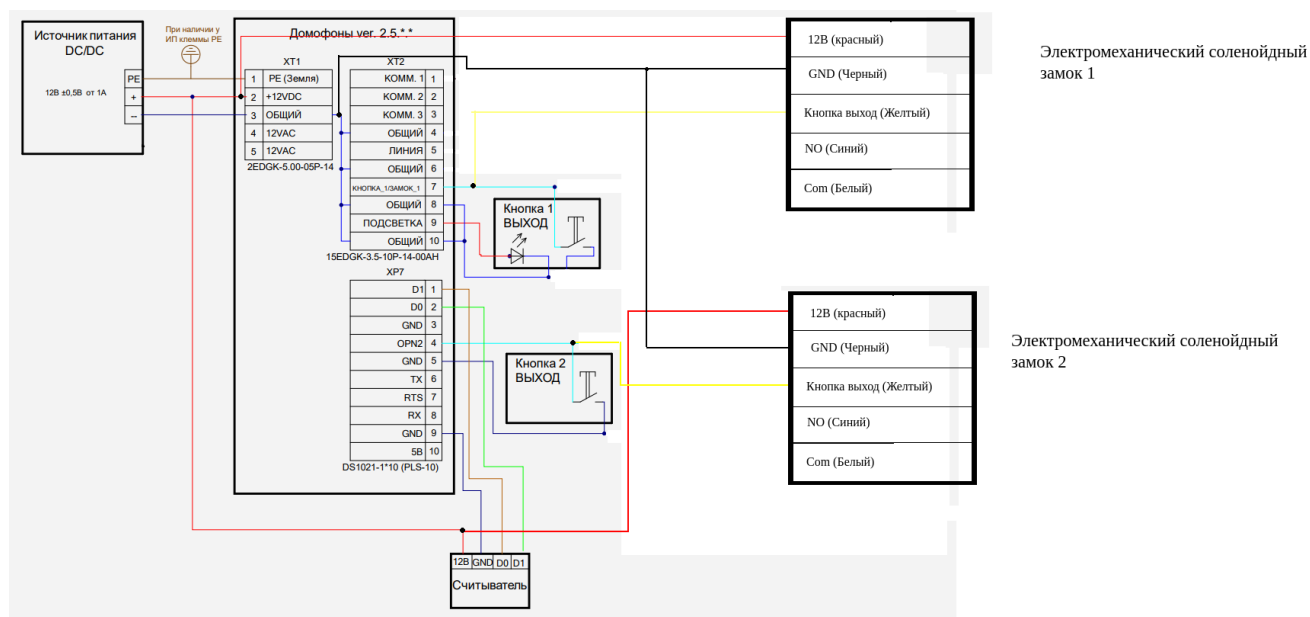 Источник питания
DC/DC
12В ±0,5В от 1А
PE
+
--
При наличии у
ИП клеммы PE
Домофоны ver. 2.5.*.*
XT1
1 PE (Земля)
2 +12VDC
3 ОБЩИЙ
4 12VAC
5 12VAC
2EDGK-5.00-05P-14
XT2
КОММ. 1 1
КОММ. 2 2
КОММ. 3 3
ОБЩИЙ 4
ЛИНИЯ 5
ОБЩИЙ 6
КНОПКА_1/ЗАМОК_1 7
ОБЩИЙ 8
ПОДСВЕТКА 9
ОБЩИЙ 10
15EDGK-3.5-10P-14-00AH
XP7
D1 1
D0 2
GND 3
OPN2 4
GND 5
TX 6
RTS 7
RX 8
GND 9
5В 10
DS1021-1*10 (PLS-10)
Кнопка 1
ВЫХОД
Кнопка 2
ВЫХОД
12В GND D0 D1
Считыватель
12В (красный)
GND (Черный)
Кнопка выход (Желтый)
NO (Синий)
Com (Белый)
Электромеханический соленойдный
замок 1
12В (красный)
GND (Черный)
Кнопка выход (Желтый)
NO (Синий)
Com (Белый)
Электромеханический соленойдный
замок 2